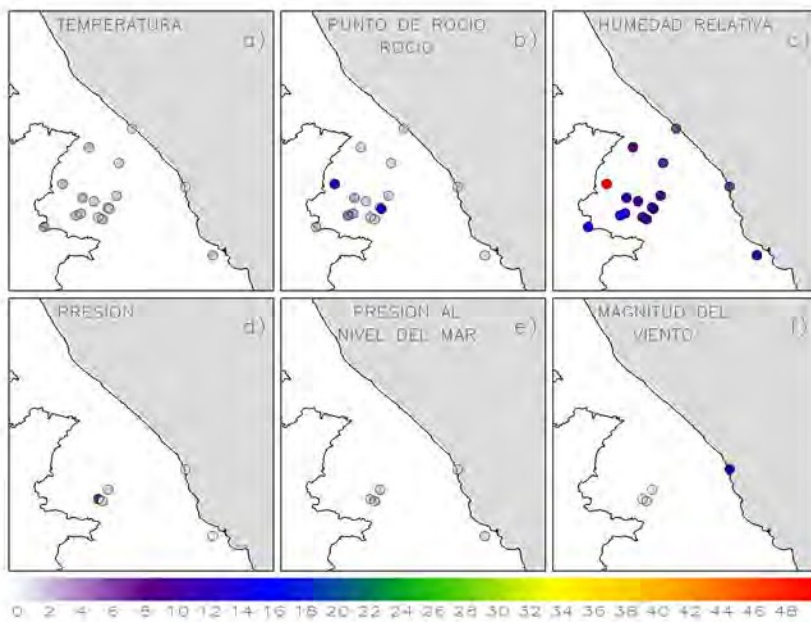 TEMPERATURA
a)
PUNTO DE ROCIO
ROCIO
b)
HUMEDAD RELATIVA
c)
PRESION
d)
PRESION AL
NIVEL DEL MAR
e)
MAGNITUD DEL
VIENTO
f)
0 2 4 6 8 10 12 14 16 18 20 22 24 26 28 30 32 34 36 38 40 42 44 46 48